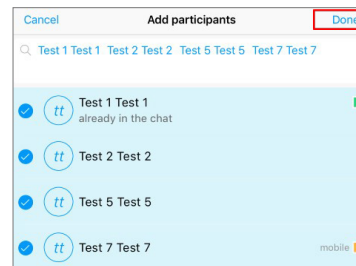 Cancel Add participants Done
Test 1 Test 1 Test 2 Test 2 Test 5 Test 5 Test 7 Test 7
tt Test 1 Test 1
already in the chat
tt Test 2 Test 2
tt Test 5 Test 5
tt Test 7 Test 7 mobile